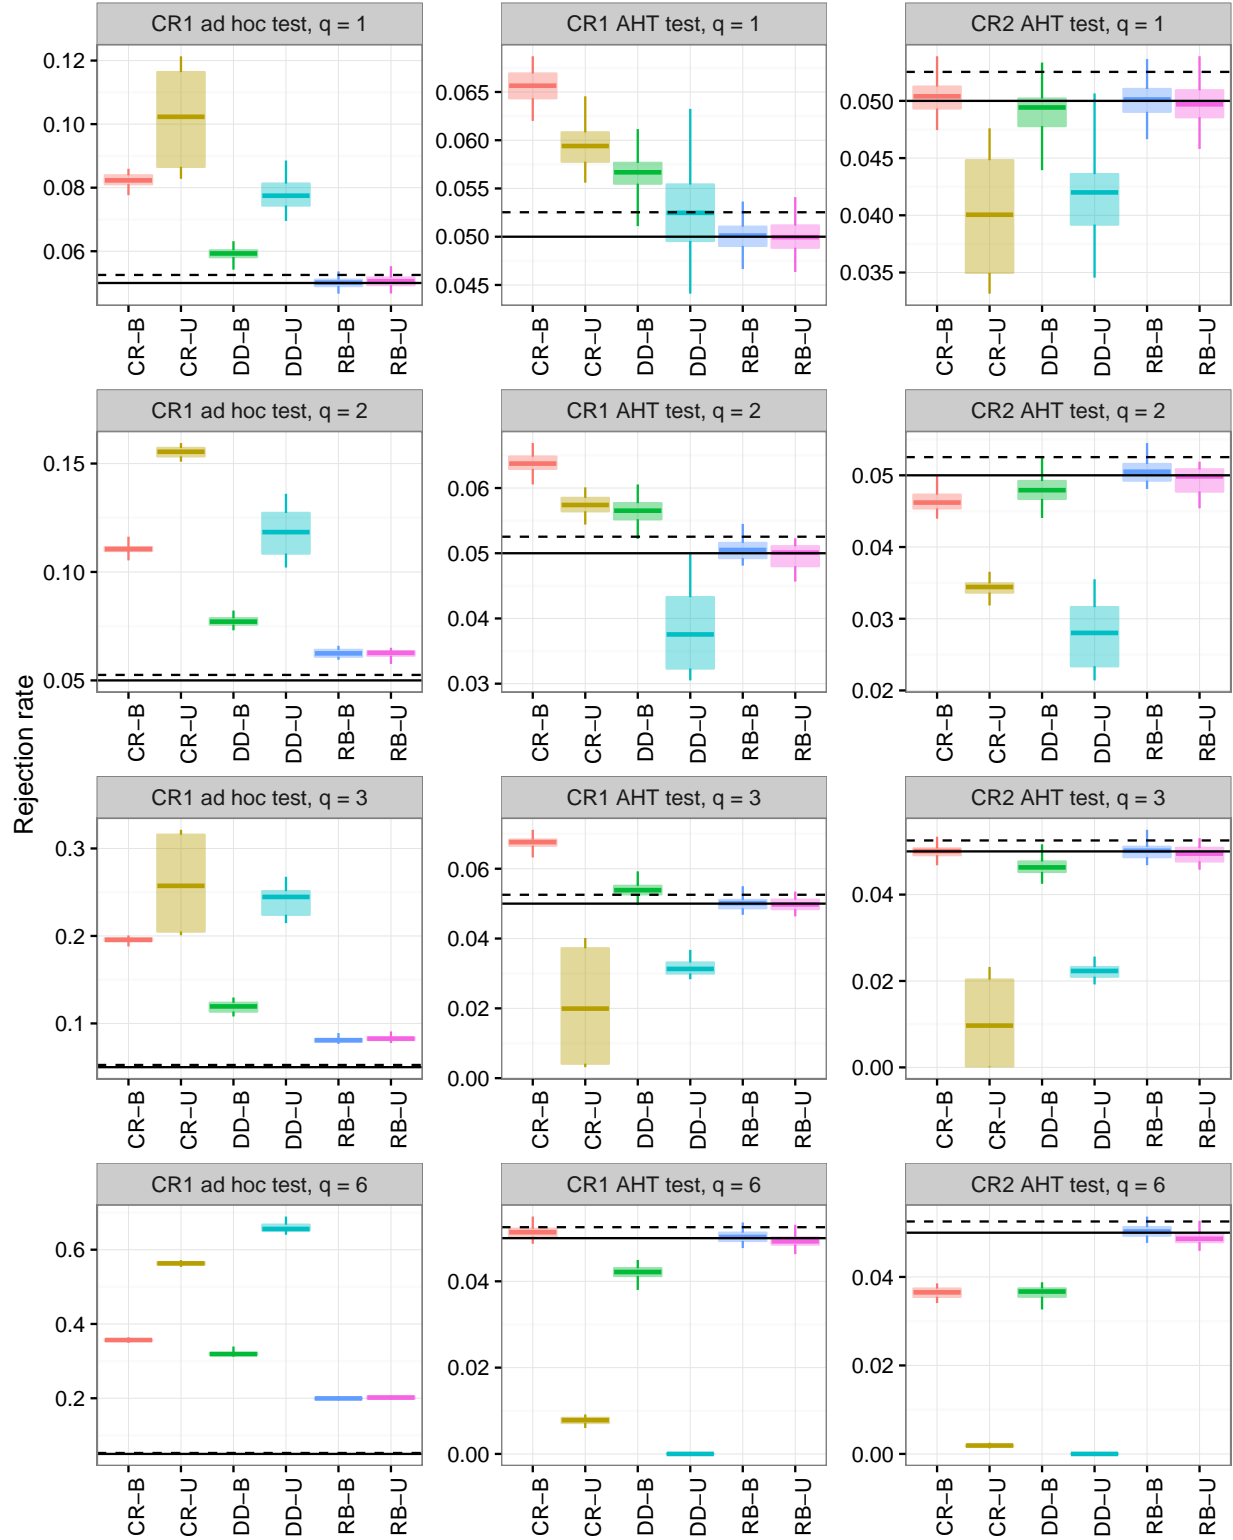 Rejection rate
CR1 ad hoc test, q = 1
0.12
0.10
0.08
0.06
CR−B
CR−U
DD−B
DD−U
RB−B
RB−U
CR1 AHT test, q = 1
0.065
0.060
0.055
0.050
0.045
CR−B
CR−U
DD−B
DD−U
RB−B
RB−U
CR2 AHT test, q = 1
0.050
0.045
0.040
0.035
CR−B
CR−U
DD−B
DD−U
RB−B
RB−U
CR1 ad hoc test, q = 2
0.15
0.10
0.05
CR−B
CR−U
DD−B
DD−U
RB−B
RB−U
CR1 AHT test, q = 2
0.06
0.05
0.04
0.03
CR−B
CR−U
DD−B
DD−U
RB−B
RB−U
CR2 AHT test, q = 2
0.05
0.04
0.03
0.02
CR−B
CR−U
DD−B
DD−U
RB−B
RB−U
CR1 ad hoc test, q = 3
0.3
0.2
0.1
CR−B
CR−U
DD−B
DD−U
RB−B
RB−U
CR1 AHT test, q = 3
0.06
0.04
0.02
0.00
CR−B
CR−U
DD−B
DD−U
RB−B
RB−U
CR2 AHT test, q = 3
0.04
0.02
0.00
CR−B
CR−U
DD−B
DD−U
RB−B
RB−U
CR1 ad hoc test, q = 6
0.6
0.4
0.2
CR−B
CR−U
DD−B
DD−U
RB−B
RB−U
CR1 AHT test, q = 6
0.04
0.02
0.00
CR−B
CR−U
DD−B
DD−U
RB−B
RB−U
CR2 AHT test, q = 6
0.04
0.02
0.00
CR−B
CR−U
DD−B
DD−U
RB−B
RB−U